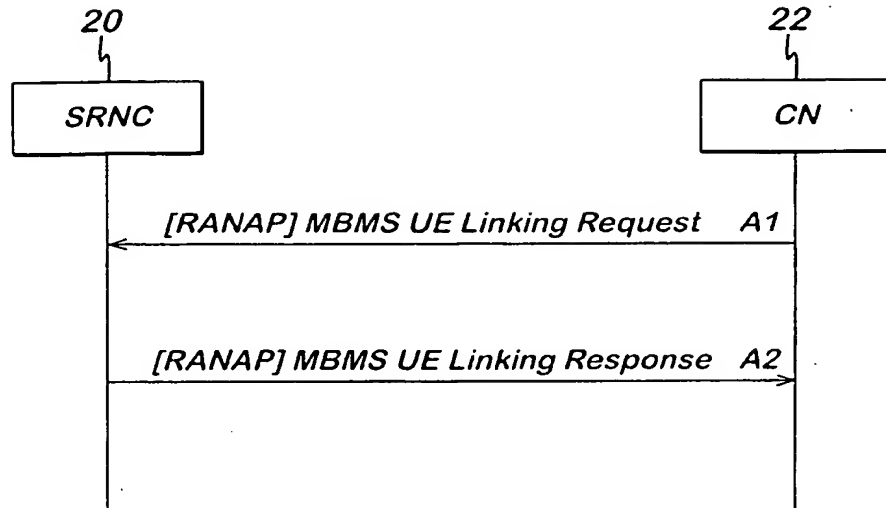 20
22
SRNC
CN
[RANAP] MBMS UE Linking Request A1
[RANAP] MBMS UE Linking Response A2